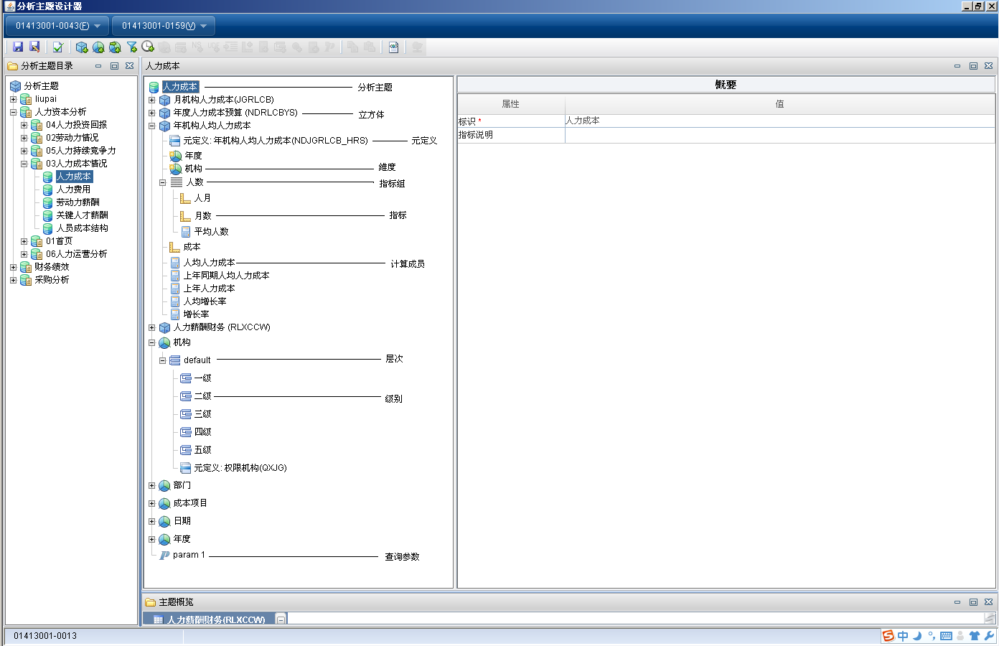 分析主题设计器
01413001-0043(F)
01413001-0159(V)
分析主题目录
人力成本
分析主题
liupai
人力资本分析
04人力投资回报
02劳动力情况
05人力持续竞争力
03人力成本情况
人力成本
人力费用
劳动力薪酬
关键人才薪酬
人员成本结构
01首页
06人力运营分析
财务绩效
采购分析
人力成本 分析主题
月机构人力成本(JGRLCB)
年度人力成本预算 (NDRLCBYS) 立方体
年机构人均人力成本
元定义: 年机构人均人力成本(NDJGRLCB_HRS) 元定义
年度
机构 维度
人数 指标组
人月
月数 指标
平均人数
成本
人均人力成本 计算成员
上年同期人均人力成本
上年人力成本
人均增长率
增长率
人力薪酬财务 (RLXCCW)
机构
default 层次
一级
二级 级别
三级
四级
五级
元定义: 权限机构(QXJG)
部门
成本项目
日期
年度
param 1 查询参数
概要
属性 值
标识 * 人力成本
指标说明
主题概览
人力薪酬财务(RLXCCW)
01413001-0013
中